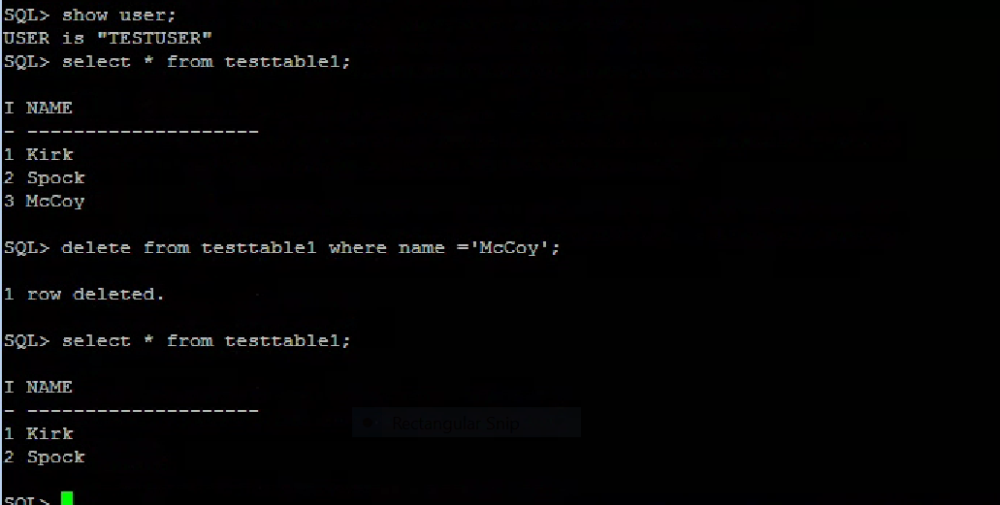 SQL> show user;
USER is "TESTUSER"
SQL> select * from testtable1;
I NAME
- --------------------
1 Kirk
2 Spock
3 McCoy
SQL> delete from testtable1 where name ='McCoy';
1 row deleted.
SQL> select * from testtable1;
I NAME
- --------------------
Rectangular Snip
1 Kirk
2 Spock
SQL>